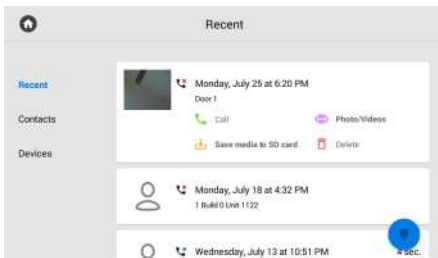 Recent
Recent
Contacts
Devices
Monday, July 25 at 6:20 PM
Door 1
Call
Photo/Videos
Save media to SD card
Delete
Monday, July 18 at 4:32 PM
1 Build 0 Unit 1122
Wednesday, July 13 at 10:51 PM
4 sec.